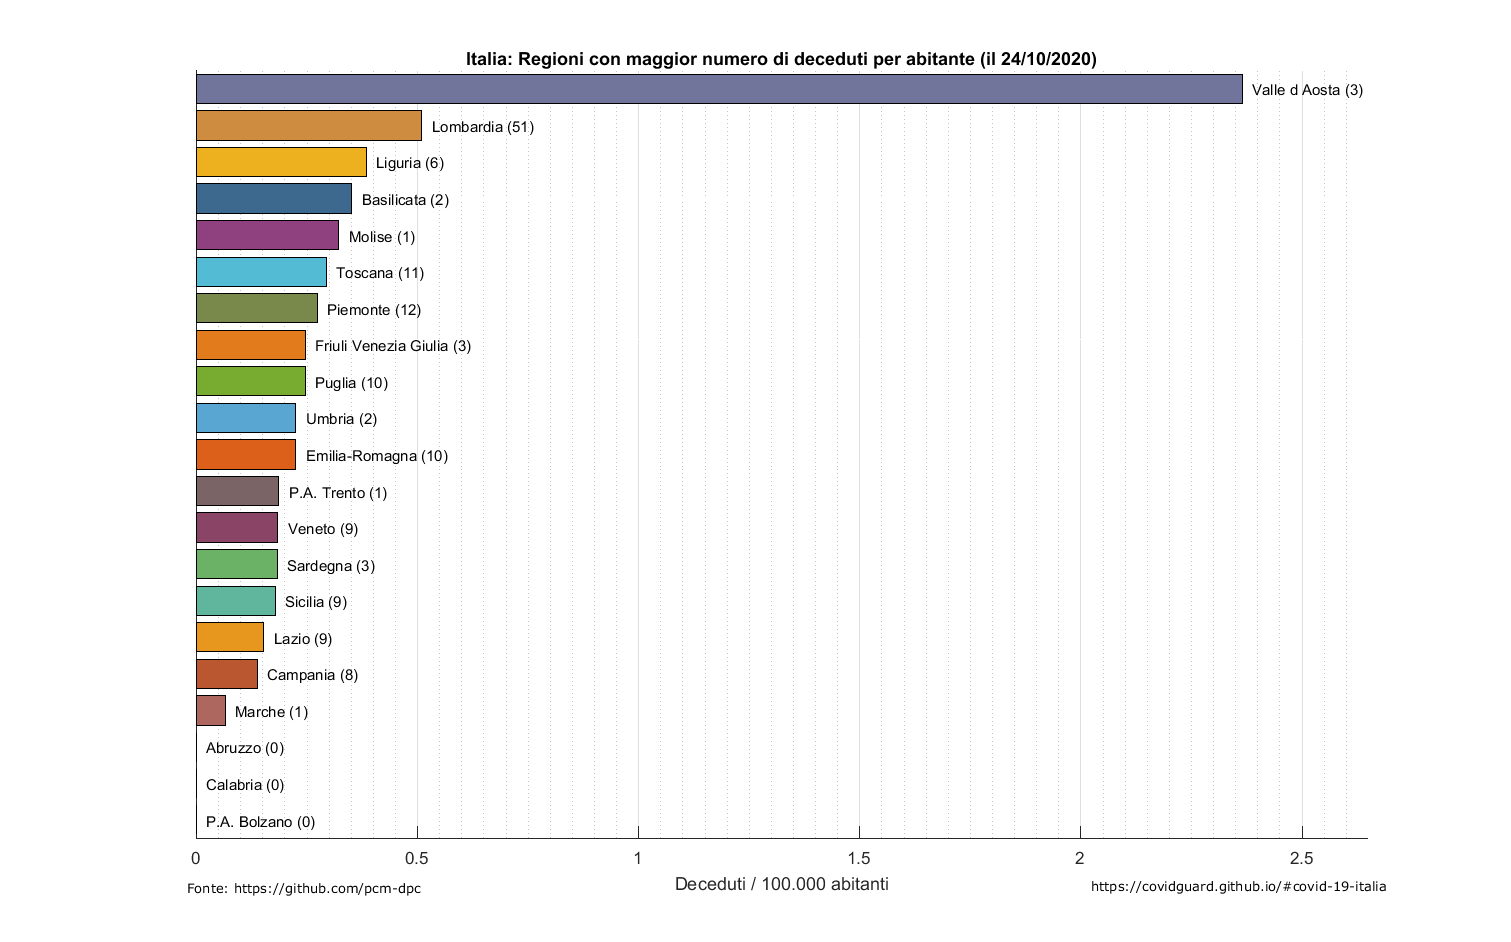 Italia: Regioni con maggior numero di deceduti per abitante (il 24/10/2020)
Valle d Aosta (3)
Lombardia (51)
Liguria (6)
Basilicata (2)
Molise (1)
Toscana (11)
Piemonte (12)
Friuli Venezia Giulia (3)
Puglia (10)
Umbria (2)
Emilia-Romagna (10)
P.A. Trento (1)
Veneto (9)
Sardegna (3)
Sicilia (9)
Lazio (9)
Campania (8)
Marche (1)
Abruzzo (0)
Calabria (0)
P.A. Bolzano (0)
0 0.5 1 1.5 2 2.5
Deceduti / 100.000 abitanti
Fonte: https://github.com/pcm-dpc
https://covidguard.github.io/#covid-19-italia